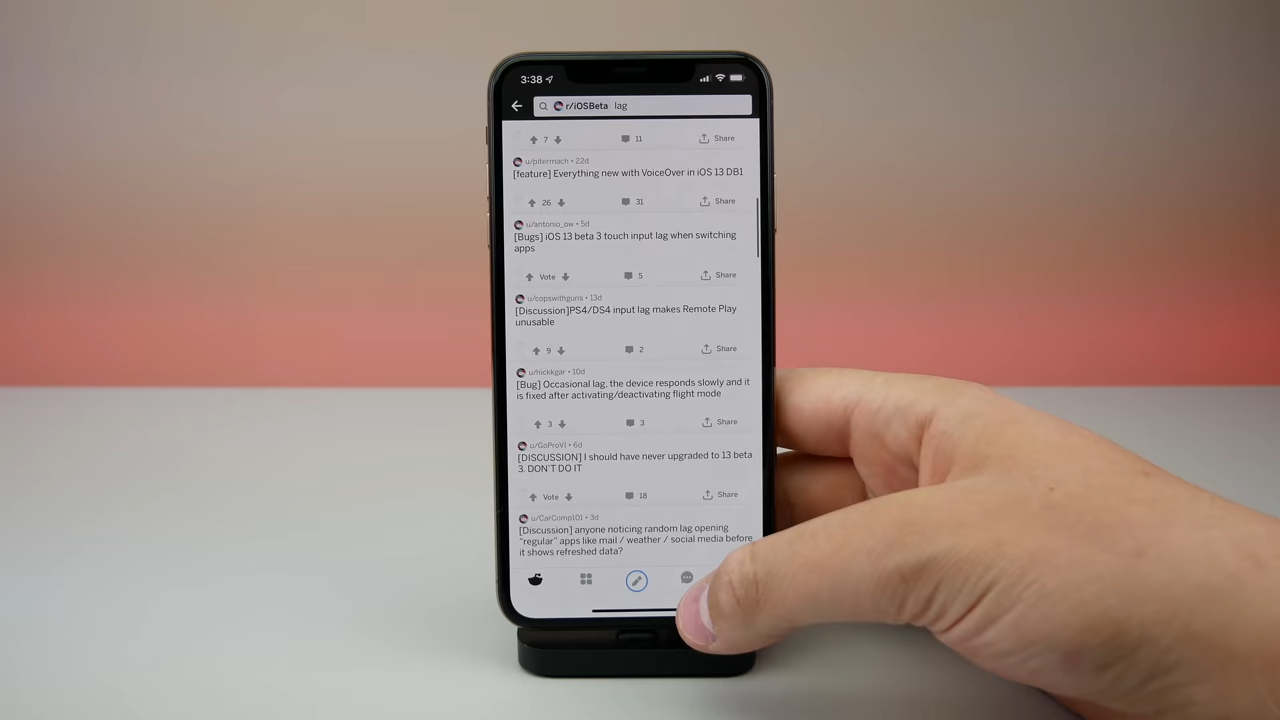 3:38
r/iOSBeta lag
7 11 Share
u/pitermach • 22d
[feature] Everything new with VoiceOver in iOS 13 DB1
26 31 Share
u/antonio_ow • 5d
[Bugs] iOS 13 beta 3 touch input lag when switching
apps
Vote 5 Share
u/copswithguns • 13d
[Discussion]PS4/DS4 input lag makes Remote Play
unusable
9 2 Share
u/nickkgar • 10d
[Bug] Occasional lag, the device responds slowly and it
is fixed after activating/deactivating flight mode
3 3 Share
u/GoProVI • 6d
[DISCUSSION] I should have never upgraded to 13 beta
3. DON'T DO IT
Vote 18 Share
u/CarComp101 • 3d
[Discussion] anyone noticing random lag opening
"regular" apps like mail / weather / social media before
it shows refreshed data?